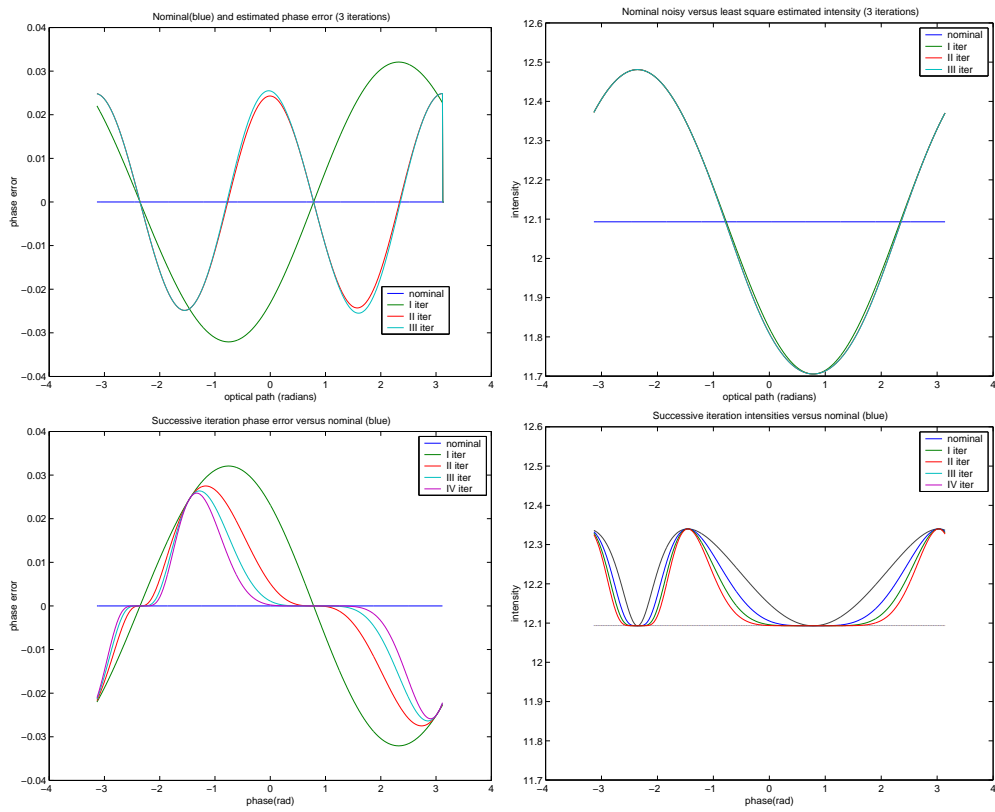 Nominal(blue) and estimated phase error (3 iterations)
0.04
0.03
0.02
0.01
0
−0.01
−0.02
−0.03
−0.04
phase error
nominal
I iter
II iter
III iter
−4 −3 −2 −1 0 1 2 3 4
optical path (radians)
Nominal noisy versus least square estimated intensity (3 iterations)
12.6
12.5
12.4
12.3
12.2
12.1
12
11.9
11.8
11.7
intensity
nominal
I iter
II iter
III iter
−4 −3 −2 −1 0 1 2 3 4
optical path (radians)
Successive iteration phase error versus nominal (blue)
0.04
0.03
0.02
0.01
0
−0.01
−0.02
−0.03
−0.04
phase error
nominal
I iter
II iter
III iter
IV iter
−4 −3 −2 −1 0 1 2 3 4
phase(rad)
Successive iteration intensities versus nominal (blue)
12.6
12.5
12.4
12.3
12.2
12.1
12
11.9
11.8
11.7
intensity
nominal
I iter
II iter
III iter
IV iter
−4 −3 −2 −1 0 1 2 3 4
phase(rad)